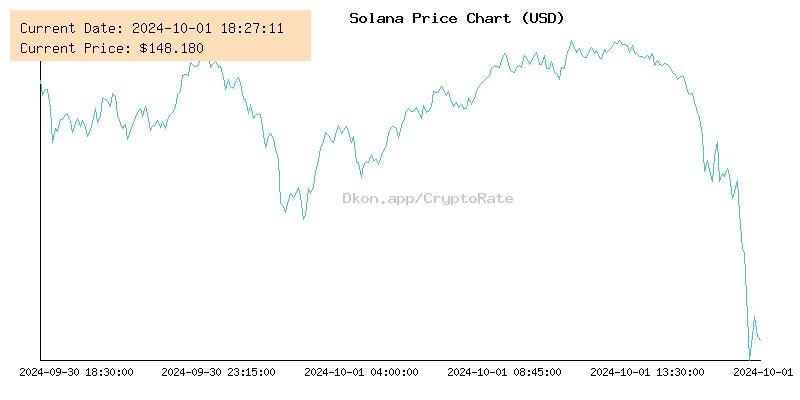 Solana Price Chart (USD)
Current Date: 2024-10-01 18:27:11
Current Price: $148.180
Dkon.app/CryptoRate
2024-09-30 18:30:00 2024-09-30 23:15:00 2024-10-01 04:00:00 2024-10-01 08:45:00 2024-10-01 13:30:00 2024-10-01